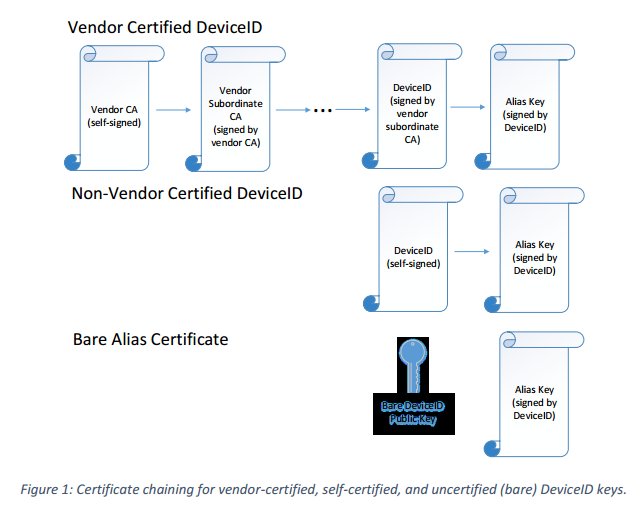 Vendor Certified DeviceID
Vendor CA
(self-signed)
Vendor
Subordinate
CA
(signed by
vendor CA)
...
DeviceID
(signed by
vendor
subordinate
CA)
Alias Key
(signed by
DeviceID)
Non-Vendor Certified DeviceID
DeviceID
(self-signed)
Alias Key
(signed by
DeviceID)
Bare Alias Certificate
Bare DeviceID
Public Key
Alias Key
(signed by
DeviceID)
Figure 1: Certificate chaining for vendor-certified, self-certified, and uncertified (bare) DeviceID keys.